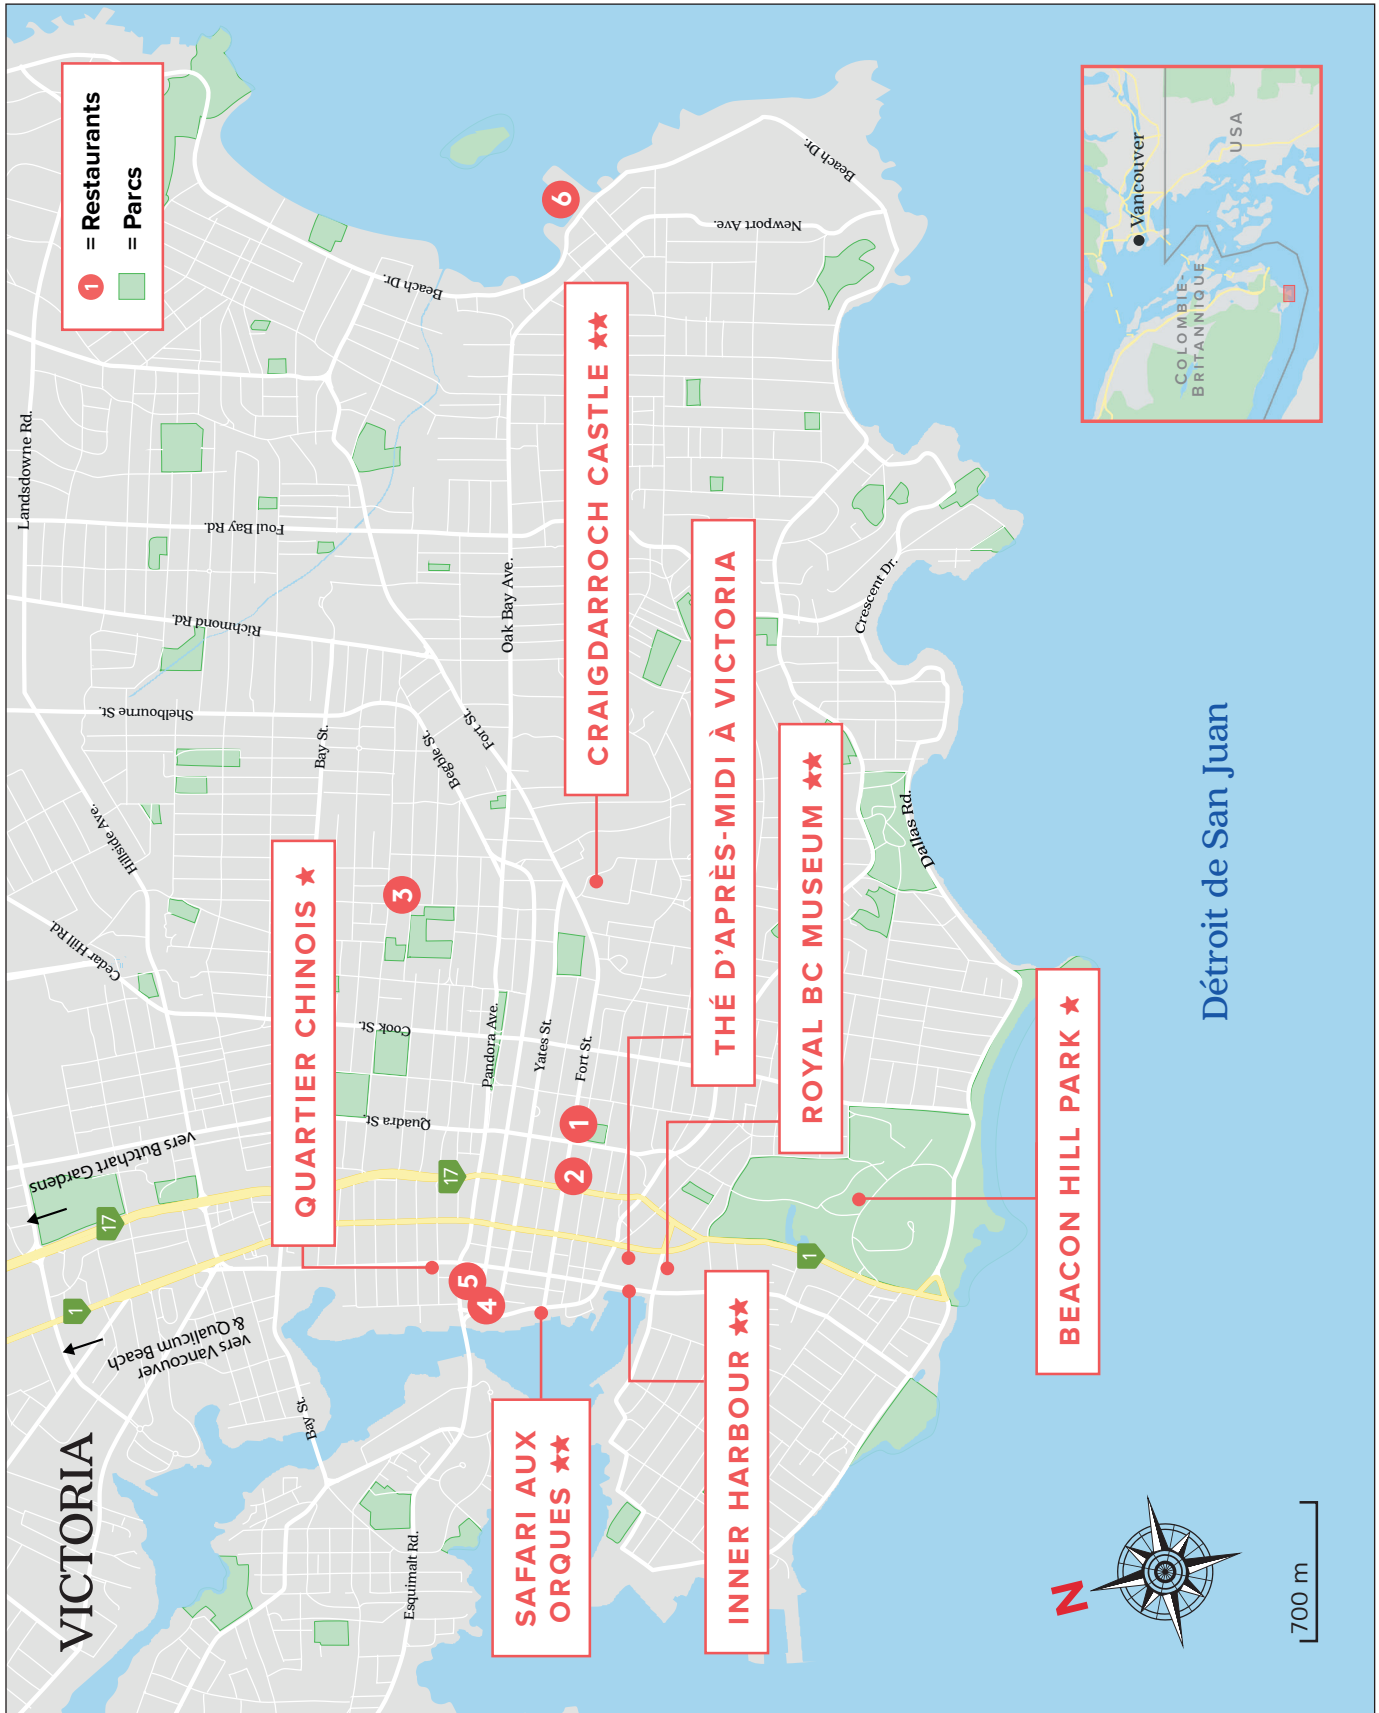 VICTORIA
1 = Restaurants
= Parcs
Landsdowne Rd.
Foul Bay Rd.
Richmond Rd.
Shelbourne St.
Hillside Ave.
Cedar Hill Rd.
Bay St.
Begbie St.
Fort St.
Oak Bay Ave.
Beach Dr.
Beach Dr.
Newport Ave.
Crescent Dr.
Dallas Rd.
Cook St.
Quadra St.
Pandora Ave.
Yates St.
Fort St.
Bay St.
Esquimalt Rd.
vers Butchart Gardens
vers Vancouver
& Qualicum Beach
17
17
1
1
1
2
3
4
5
6
QUARTIER CHINOIS ★
CRAIGDARROCH CASTLE ★★
THÉ D'APRÈS-MIDI À VICTORIA
ROYAL BC MUSEUM ★★
BEACON HILL PARK ★
INNER HARBOUR ★★
SAFARI AUX
ORQUES ★★
Détroit de San Juan
Vancouver
USA
COLOMBIE-
BRITANNIQUE
N
700 m